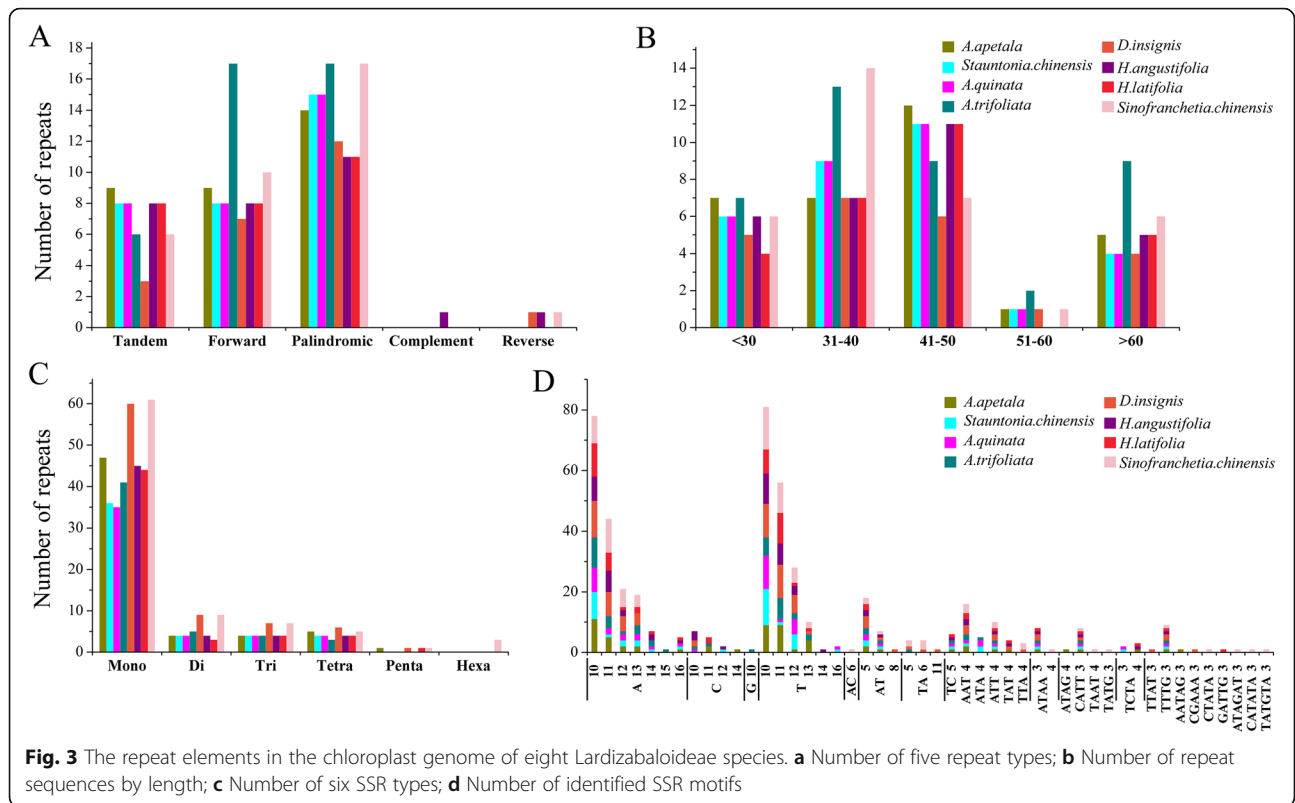 A
Number of repeats
18
16
14
12
10
8
6
4
2
0
Tandem Forward Palindromic Complement Reverse
B
14
12
10
8
6
4
2
0
<30 31-40 41-50 51-60 >60
A.apetala
Stauntonia.chinensis
A.quinata
A.trifoliata
D.insignis
H.angustifolia
H.latifolia
Sinofranchetia.chinensis
C
Number of repeats
60
50
40
30
20
10
0
Mono Di Tri Tetra Penta Hexa
D
80
60
40
20
0
A.apetala
Stauntonia.chinensis
A.quinata
A.trifoliata
D.insignis
H.angustifolia
H.latifolia
Sinofranchetia.chinensis
10 11 12 13 14 15 16 10 11 12 14 10 10 11 12 13 14 16 5 5 6 8 5 6 11
A C G T AC AT TA
TC 5
AAT 4
ATA 4
ATT 4
TAT 4
TTA 4
ATAA 3
4
ATAG 4
CATT 3
TAAT 4
TATG 3
TCTA 3
4
TTAT 3
TTTG 3
AATAG 3
CGAAA 3
CTATA 3
GATTG 3
ATAGAT 3
CATATA 3
TATGTA 3
Fig. 3 The repeat elements in the chloroplast genome of eight Lardizabaloideae species. a Number of five repeat types; b Number of repeat
sequences by length; c Number of six SSR types; d Number of identified SSR motifs